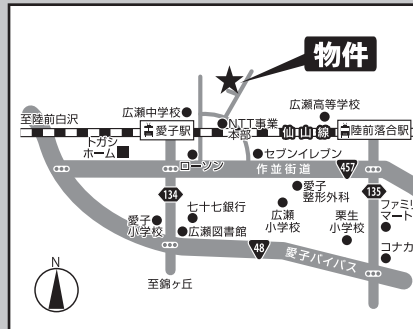 物件
広瀬中学校
広瀬高等学校
至陸前白沢
愛子駅
NTT事業
本部
仙山線
陸前落合駅
トガシ
ホーム
ローソン
セブンイレブン
作並街道
457
134
愛子
整形外科
135
七十七銀行
広瀬
小学校
ファミリ
マート
愛子
小学校
広瀬図書館
栗生
小学校
48
愛子バイパス
コナカ
N
至錦ヶ丘